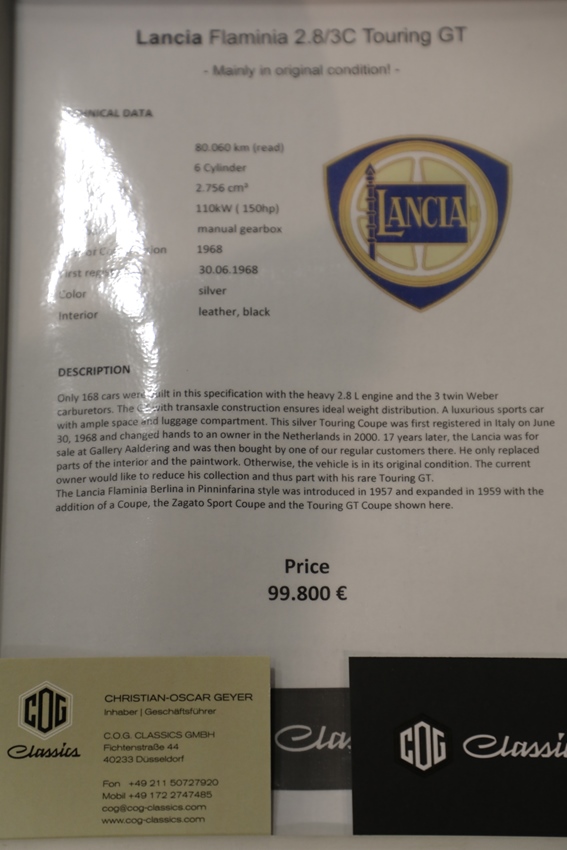 Lancia Flaminia 2.8/3C Touring GT
- Mainly in original condition! -
TECHNICAL DATA
80.060 km (read)
6 Cylinder
2.756 cm³
110kW ( 150hp)
manual gearbox
1968
First 30.06.1968
Color silver
Interior leather, black
LANCIA
DESCRIPTION
Only 168 cars were built in this specification with the heavy 2.8 L engine and the 3 twin Weber
carburetors. The with transaxle construction ensures ideal weight distribution. A luxurious sports car
with ample space and luggage compartment. This silver Touring Coupe was first registered in Italy on June
30, 1968 and changed hands to an owner in the Netherlands in 2000. 17 years later, the Lancia was for
sale at Gallery Aaldering and was then bought by one of our regular customers there. He only replaced
parts of the interior and the paintwork. Otherwise, the vehicle is in its original condition. The current
owner would like to reduce his collection and thus part with his rare Touring GT.
The Lancia Flaminia Berlina in Pinninfarina style was introduced in 1957 and expanded in 1959 with the
addition of a Coupe, the Zagato Sport Coupe and the Touring GT Coupe shown here.
Price
99.800 €
COG
Classics
CHRISTIAN-OSCAR GEYER
Inhaber | Geschäftsführer
C.O.G. CLASSICS GMBH
Fichtenstraße 44
40233 Düsseldorf
Fon +49 211 50727920
Mobil +49 172 2747485
cog@cog-classics.com
www.cog-classics.com
Clas
COG Classi